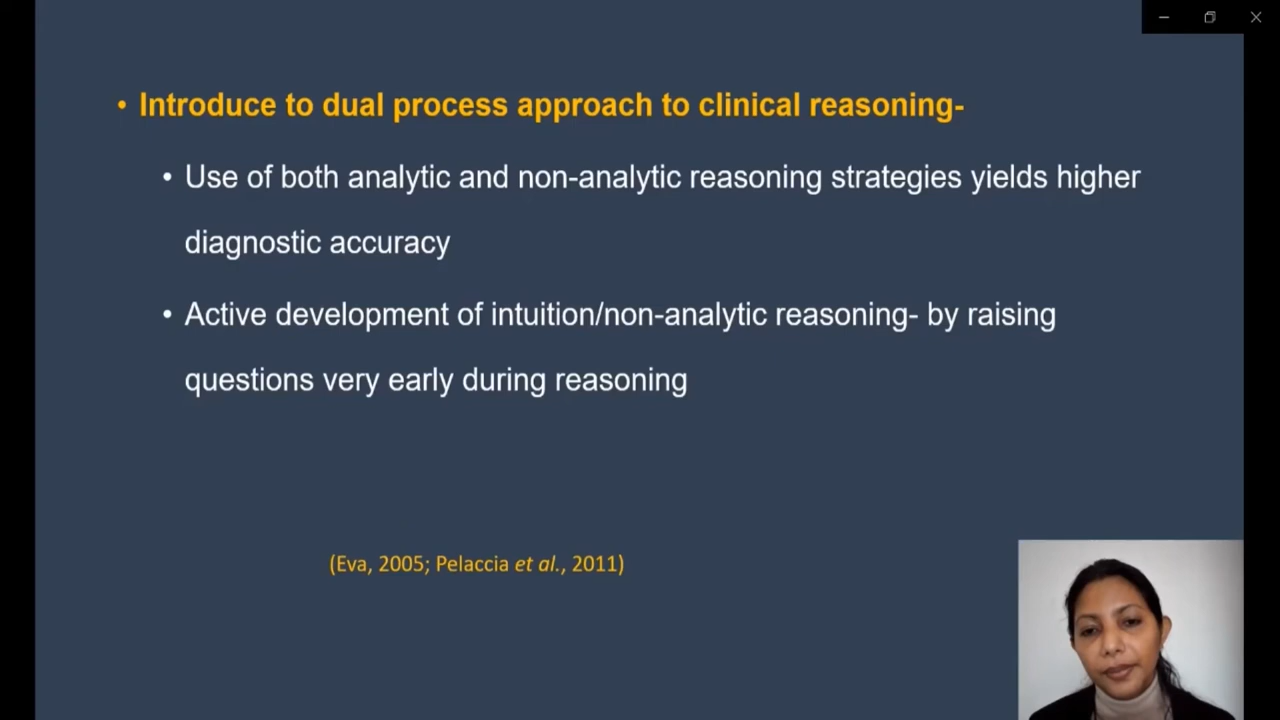 • Introduce to dual process approach to clinical reasoning-
• Use of both analytic and non-analytic reasoning strategies yields higher
diagnostic accuracy
• Active development of intuition/non-analytic reasoning- by raising
questions very early during reasoning
(Eva, 2005; Pelaccia et al., 2011)